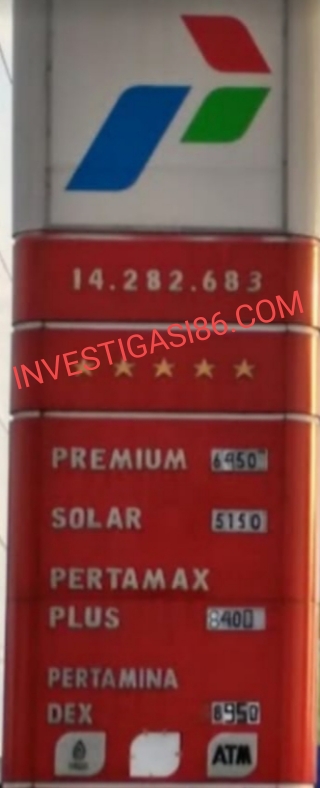 14.282.683
INVESTIGASI86.COM
PREMIUM 6450
SOLAR 5150
PERTAMAX
PLUS 8400
PERTAMINA
DEX 8950
ATM